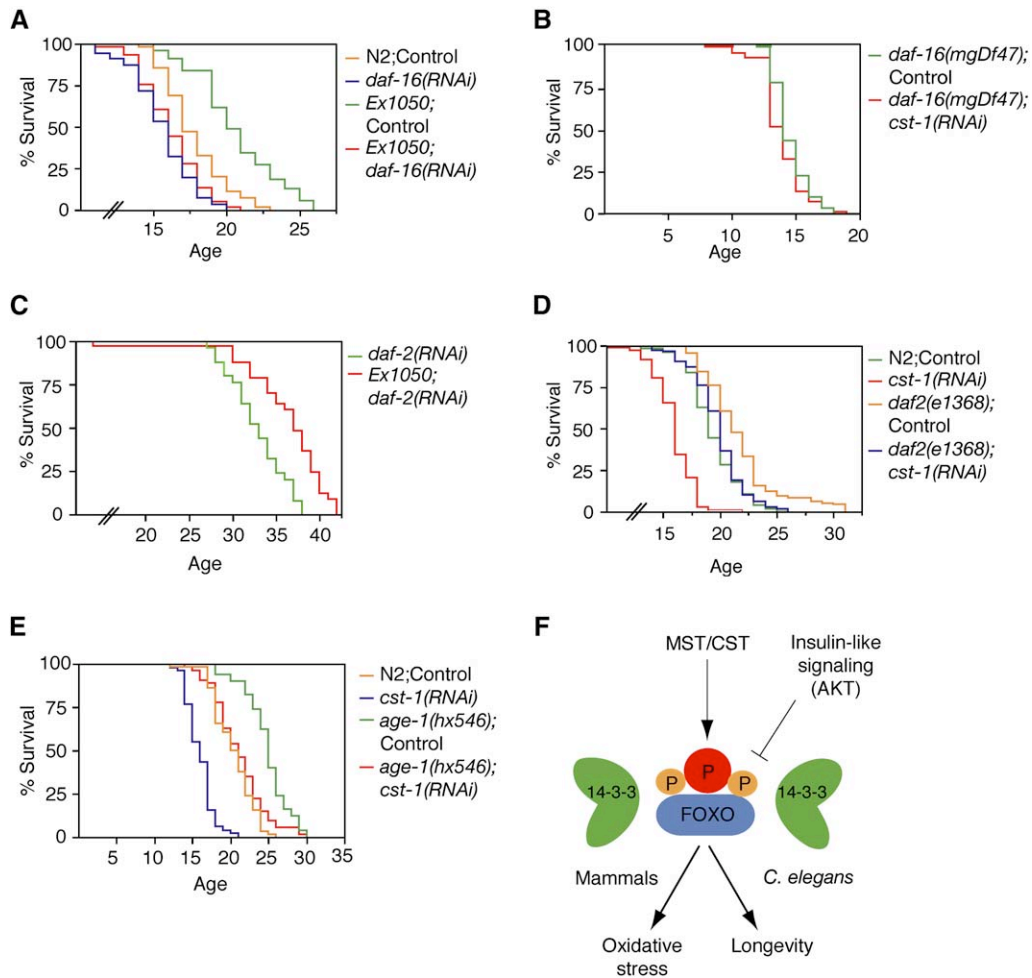 A
% Survival
100
75
50
25
0
15
20
25
Age
N2;Control
daf-16(RNAi)
Ex1050;
Control
Ex1050;
daf-16(RNAi)
B
% Survival
100
75
50
25
0
5
10
15
20
Age
daf-16(mgDf47);
Control
daf-16(mgDf47);
cst-1(RNAi)
C
% Survival
100
75
50
25
0
20
30
40
Age
daf-2(RNAi)
Ex1050;
daf-2(RNAi)
D
% Survival
100
75
50
25
0
15
20
25
30
Age
N2;Control
cst-1(RNAi)
daf2(e1368);
Control
daf2(e1368);
cst-1(RNAi)
E
% Survival
100
75
50
25
0
5
10
15
20
25
30
35
Age
N2;Control
cst-1(RNAi)
age-1(hx546);
Control
age-1(hx546);
cst-1(RNAi)
F
MST/CST
Insulin-like
signaling
(AKT)
P
P
P
14-3-3
FOXO
14-3-3
Mammals
C. elegans
Oxidative
stress
Longevity